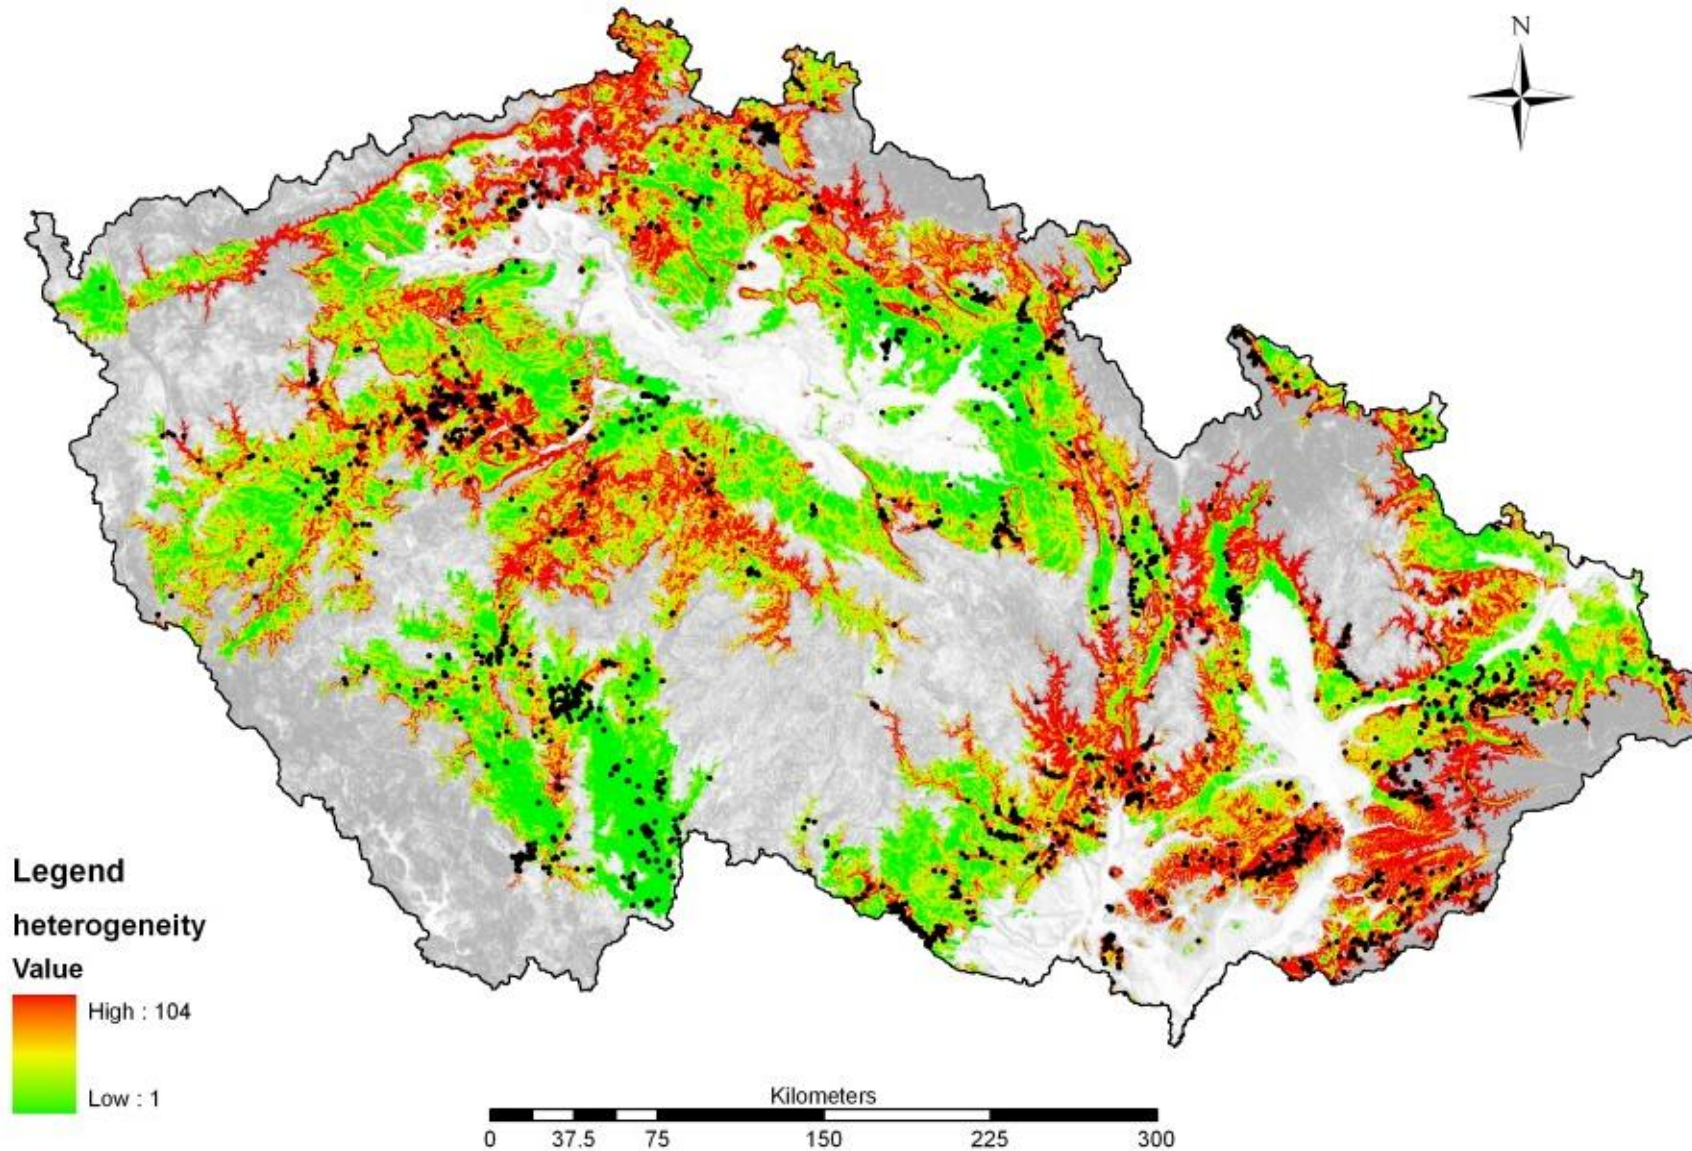 N
Legend
heterogeneity
Value
High : 104
Low : 1
Kilometers
0 37.5 75 150 225 300